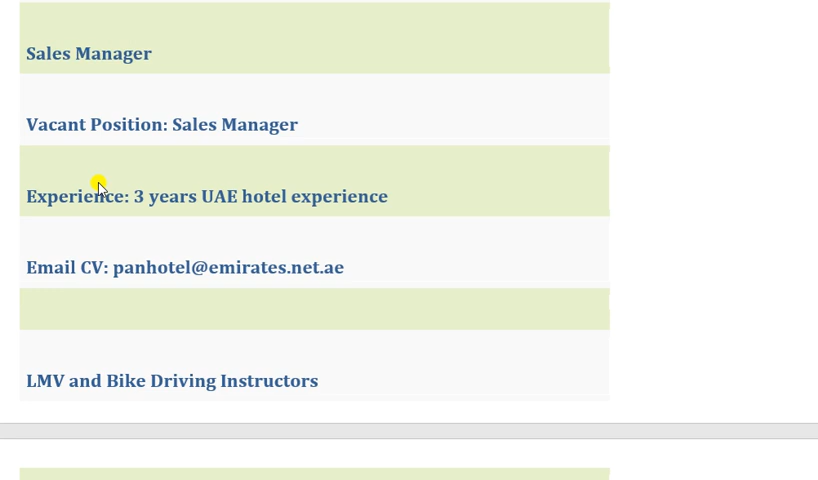 Sales Manager
Vacant Position: Sales Manager
Experience: 3 years UAE hotel experience
Email CV: panhotel@emirates.net.ae
LMV and Bike Driving Instructors